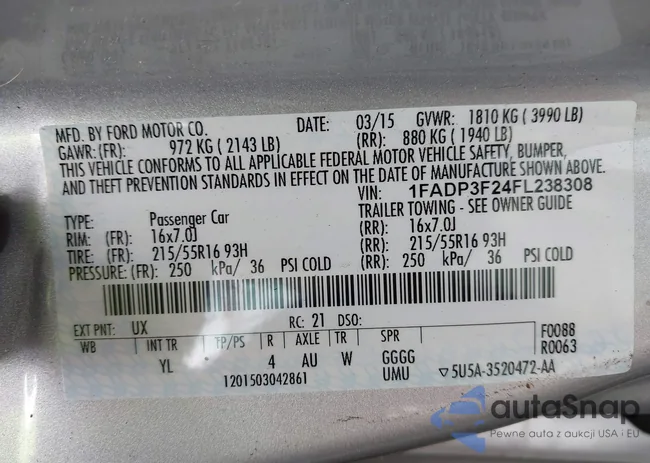 MFD. BY FORD MOTOR CO. DATE: 03/15 GVWR: 1810 KG ( 3990 LB)
GAWR: (FR): 972 KG ( 2143 LB) (RR): 880 KG ( 1940 LB)
THIS VEHICLE CONFORMS TO ALL APPLICABLE FEDERAL MOTOR VEHICLE SAFETY, BUMPER,
AND THEFT PREVENTION STANDARDS IN EFFECT ON THE DATE OF MANUFACTURE SHOWN ABOVE.
VIN: 1FADP3F24FL238308
TYPE: Passenger Car TRAILER TOWING - SEE OWNER GUIDE
RIM: (FR): 16x7.0J (RR): 16x7.0J
TIRE: (FR): 215/55R16 93H (RR): 215/55R16 93H
PRESSURE: (FR): 250 kPa/ 36 PSI COLD (RR): 250 kPa/ 36 PSI COLD
EXT PNT: UX RC: 21 DSO: F0088
WB INT TR TP/PS R AXLE TR SPR R0063
YL 4 AU W GGGG
UMU ▽5U5A-3520472-AA
1201503042861
autaSnap
Pewne auta z aukcji USA i EU